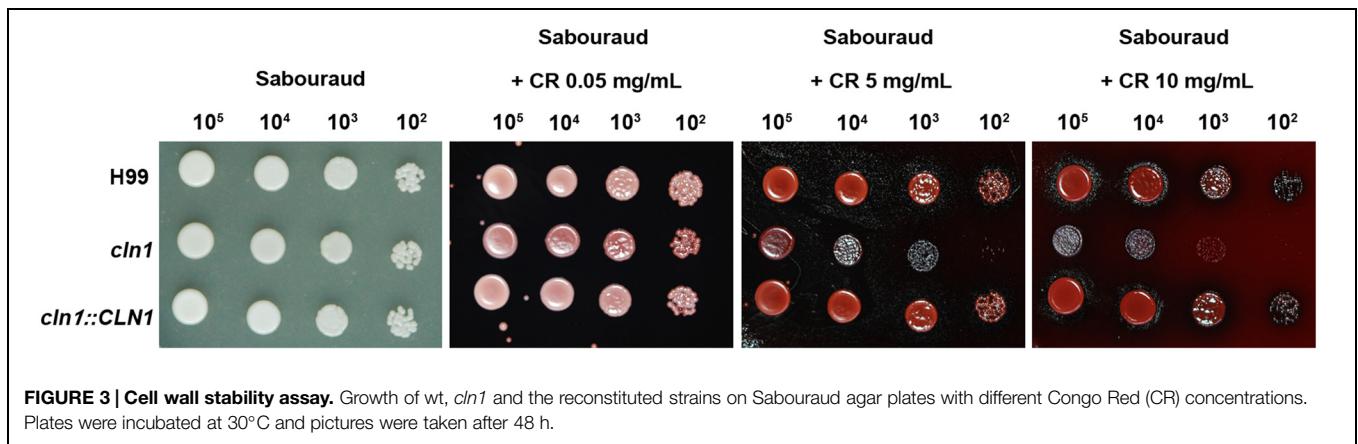 Sabouraud Sabouraud Sabouraud
Sabouraud + CR 0.05 mg/mL + CR 5 mg/mL + CR 10 mg/mL
10⁵ 10⁴ 10³ 10² 10⁵ 10⁴ 10³ 10² 10⁵ 10⁴ 10³ 10² 10⁵ 10⁴ 10³ 10²
H99
cln1
cln1::CLN1
FIGURE 3 | Cell wall stability assay. Growth of wt, cln1 and the reconstituted strains on Sabouraud agar plates with different Congo Red (CR) concentrations.
Plates were incubated at 30°C and pictures were taken after 48 h.